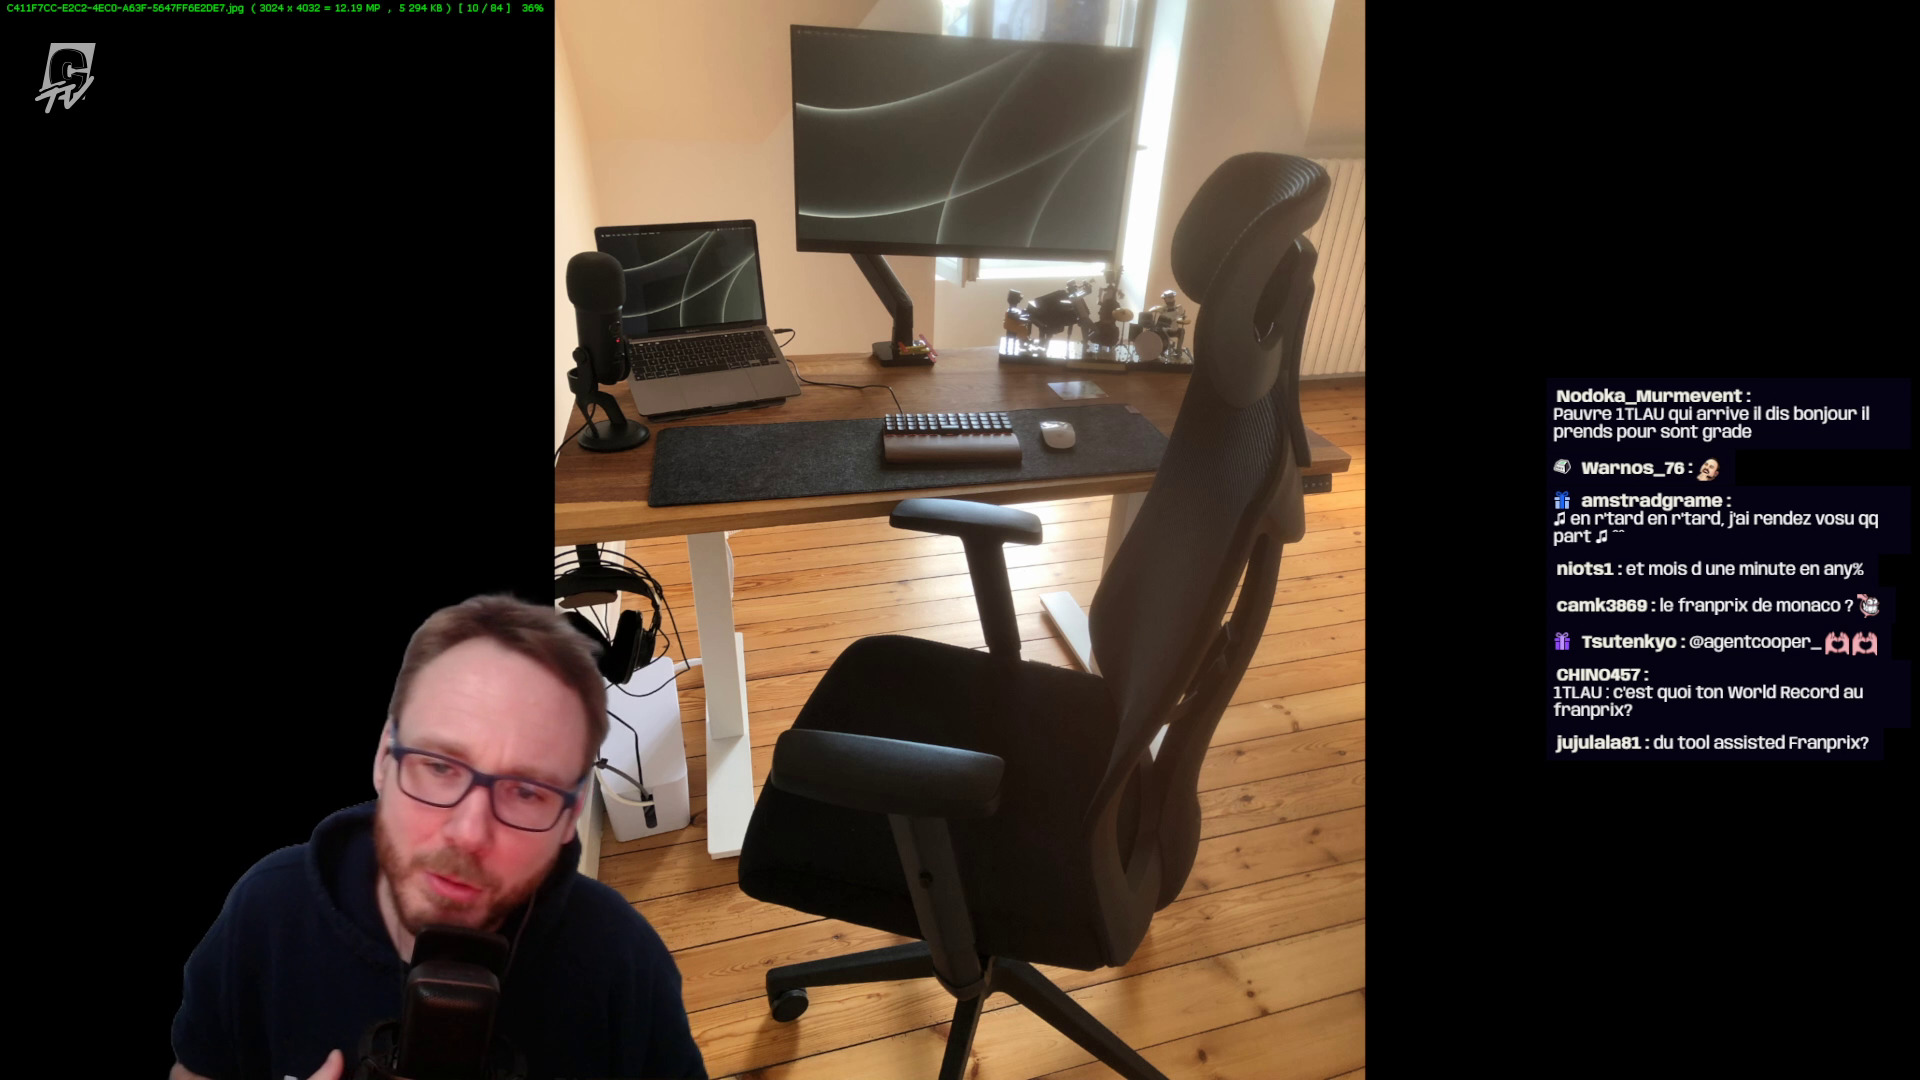 C411F7CC-E2C2-4EC0-A63F-5647FF6E2DE7.jpg ( 3024 x 4032 = 12.19 MP , 5 294 KB ) [ 10 / 84 ] 36%
C
TV
Nodoka_Murmevent :
Pauvre 1TLAU qui arrive il dis bonjour il
prends pour sont grade
Warnos_76 :
amstradgrame :
♫ en r'tard en r'tard, j'ai rendez vosu qq
part ♫ ^^
niots1 : et mois d une minute en any%
camk3869 : le franprix de monaco ?
Tsutenkyo : @agentcooper_
CHINO457 :
1TLAU : c'est quoi ton World Record au
franprix?
jujulala81 : du tool assisted Franprix?